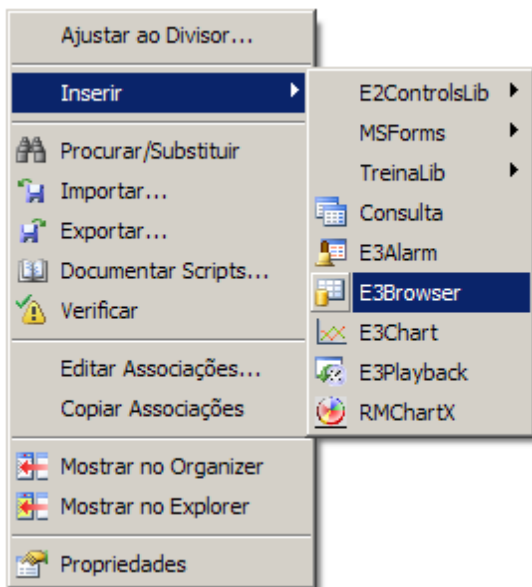 Ajustar ao Divisor...
Inserir
Procurar/Substituir
Importar...
Exportar...
Documentar Scripts...
Verificar
Editar Associações...
Copiar Associações
Mostrar no Organizer
Mostrar no Explorer
Propriedades
E2ControlsLib
MSForms
TreinaLib
Consulta
E3Alarm
E3Browser
E3Chart
E3Playback
RMChartX